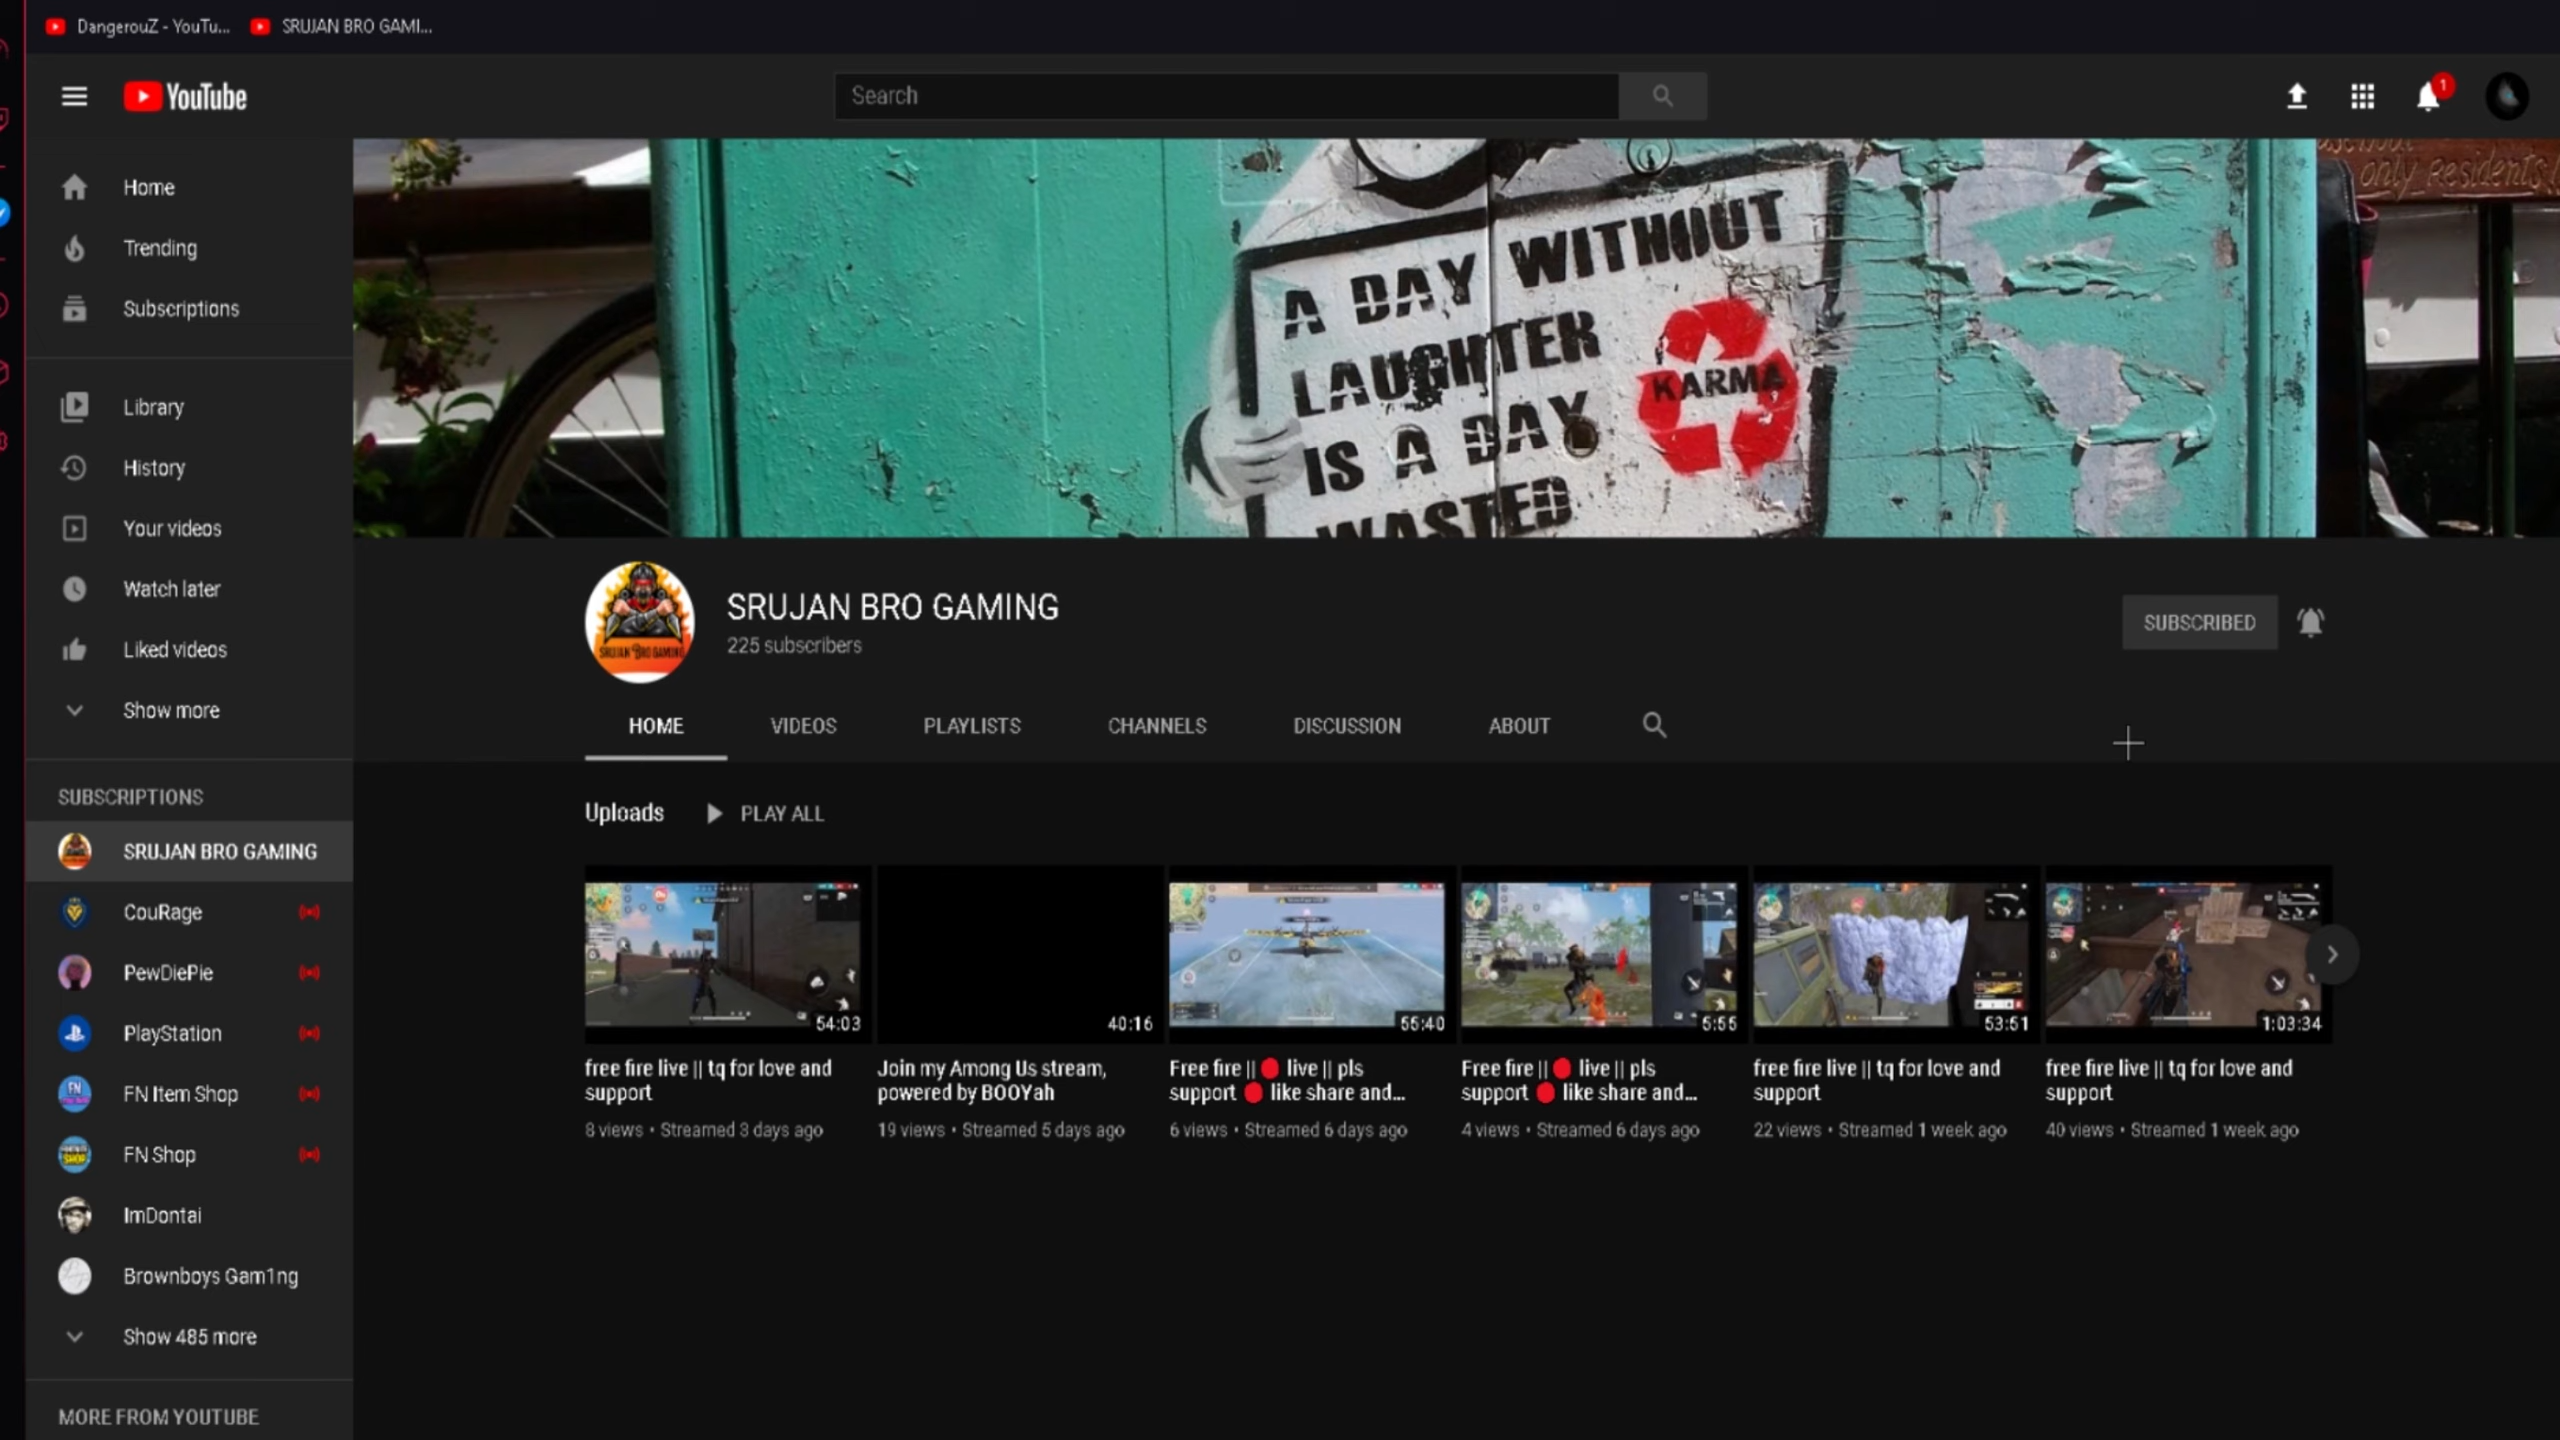 DangerouZ - YouTu...
SRUJAN BRO GAMI...
YouTube
Search
1
Home
Trending
Subscriptions
Library
History
Your videos
Watch later
Liked videos
Show more
SUBSCRIPTIONS
SRUJAN BRO GAMING
CouRage
PewDiePie
PlayStation
FN Item Shop
FN Shop
ImDontai
Brownboys Gam1ng
Show 485 more
MORE FROM YOUTUBE
A DAY WITHOUT
LAUGHTER
IS A DAY
WASTED
KARMA
only Residents
SRUJAN BRO GAMING
SRUJAN BRO GAMING
225 subscribers
SUBSCRIBED
HOME
VIDEOS
PLAYLISTS
CHANNELS
DISCUSSION
ABOUT
Uploads
PLAY ALL
54:03
free fire live || tq for love and
support
8 views • Streamed 3 days ago
40:16
Join my Among Us stream,
powered by BOOYah
19 views • Streamed 5 days ago
55:40
Free fire ||🔴 live || pls
support 🔴 like share and...
6 views • Streamed 6 days ago
5:55
Free fire ||🔴 live || pls
support 🔴 like share and...
4 views • Streamed 6 days ago
53:51
free fire live || tq for love and
support
22 views • Streamed 1 week ago
1:03:34
free fire live || tq for love and
support
40 views • Streamed 1 week ago